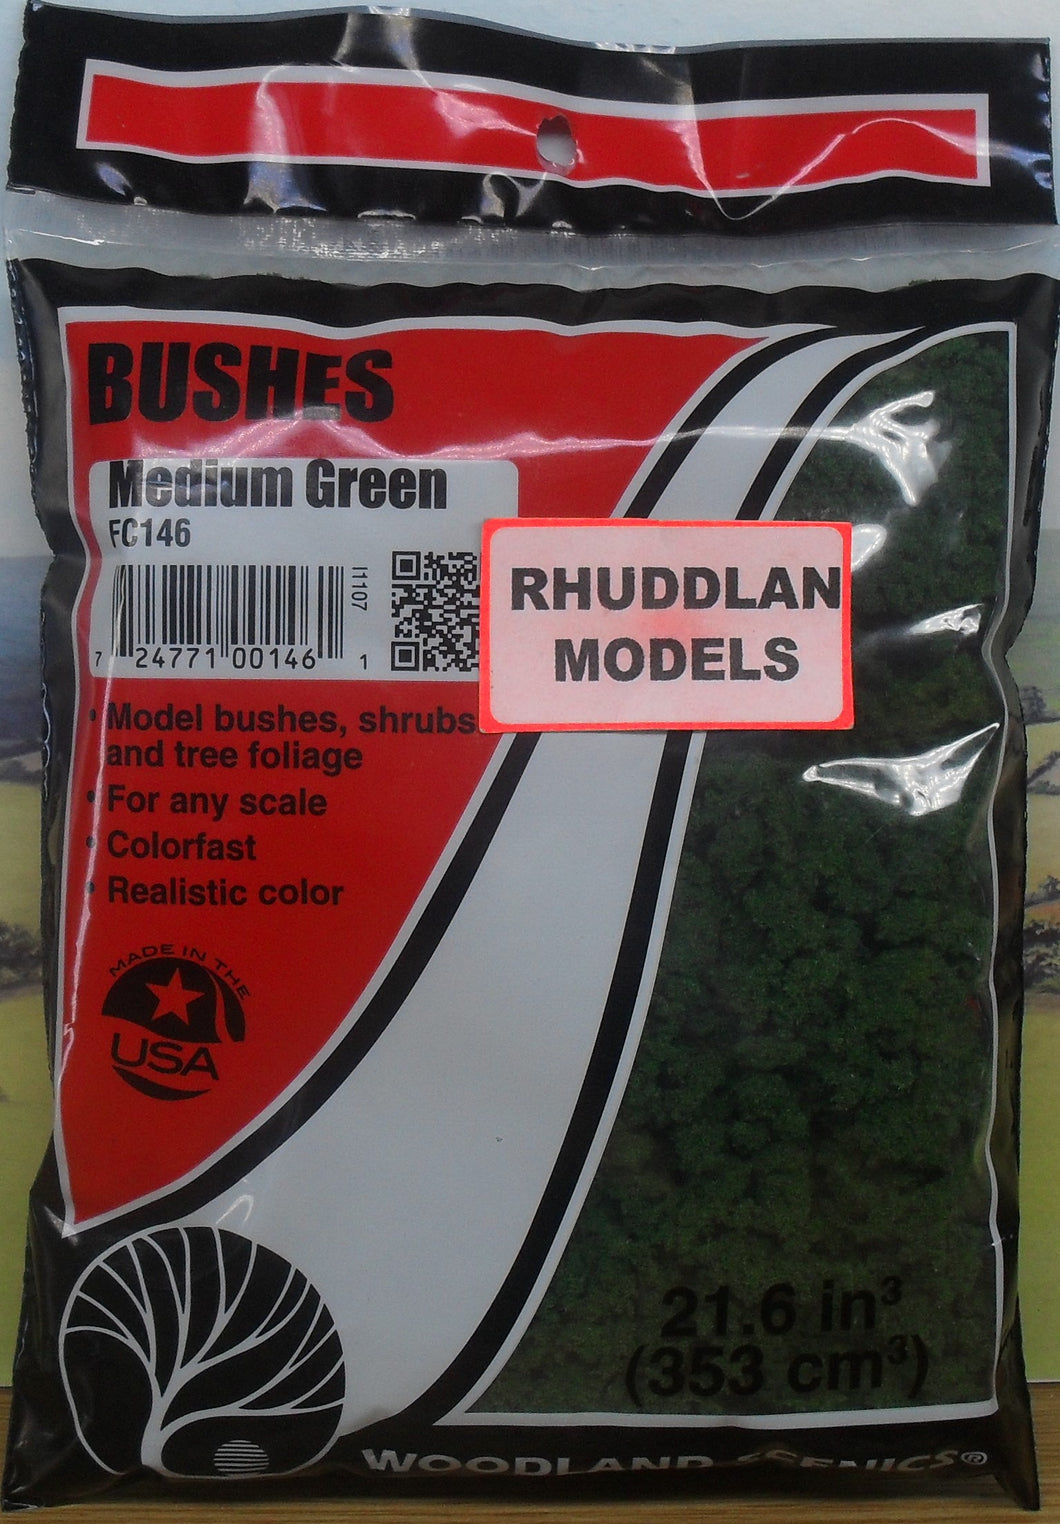 BUSHES
Medium Green
FC146
I1107
7 24771 00146 1
RHUDDLAN
MODELS
• Model bushes, shrubs
and tree foliage
• For any scale
• Colorfast
• Realistic color
MADE IN THE
USA
21.6 in³
(353 cm³)
WOODLAND SCENICS®